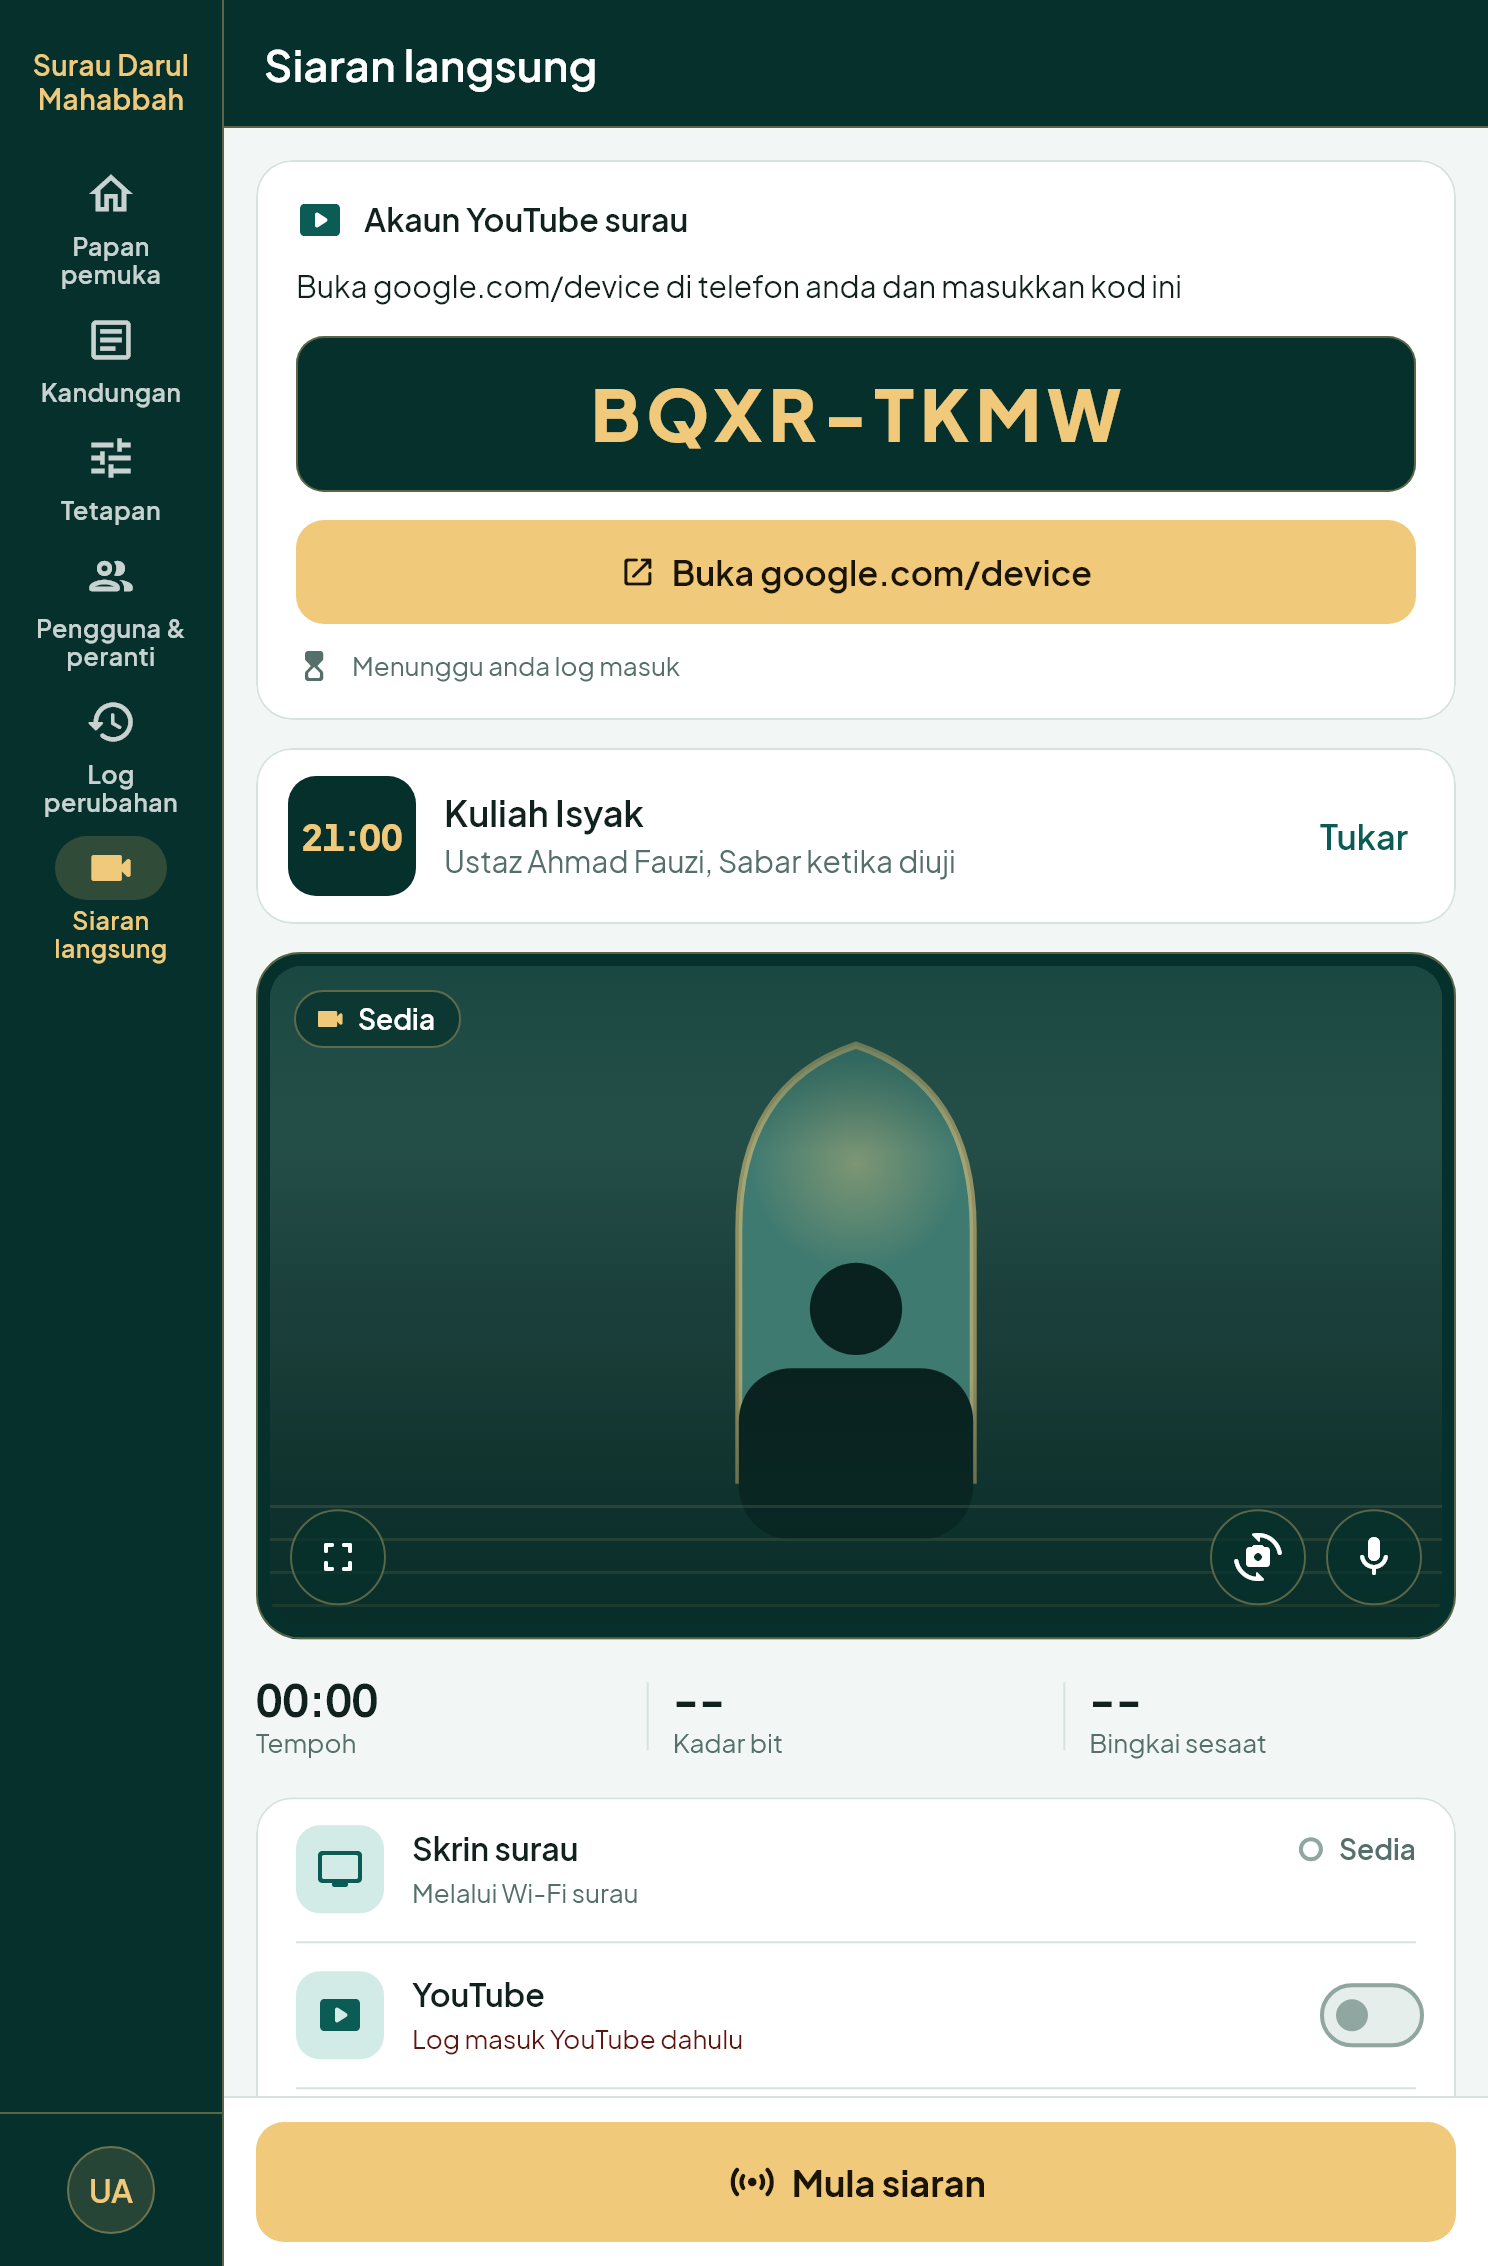 Surau Darul
Mahabbah
Papan
pemuka
Kandungan
Tetapan
Pengguna &
peranti
Log
perubahan
Siaran
langsung
UA
Siaran langsung
Akaun YouTube surau
Buka google.com/device di telefon anda dan masukkan kod ini
BQXR-TKMW
Buka google.com/device
Menunggu anda log masuk
21:00
Kuliah Isyak
Ustaz Ahmad Fauzi, Sabar ketika diuji
Tukar
Sedia
00:00
Tempoh
--
Kadar bit
--
Bingkai sesaat
Skrin surau
Melalui Wi-Fi surau
Sedia
YouTube
Log masuk YouTube dahulu
Mula siaran